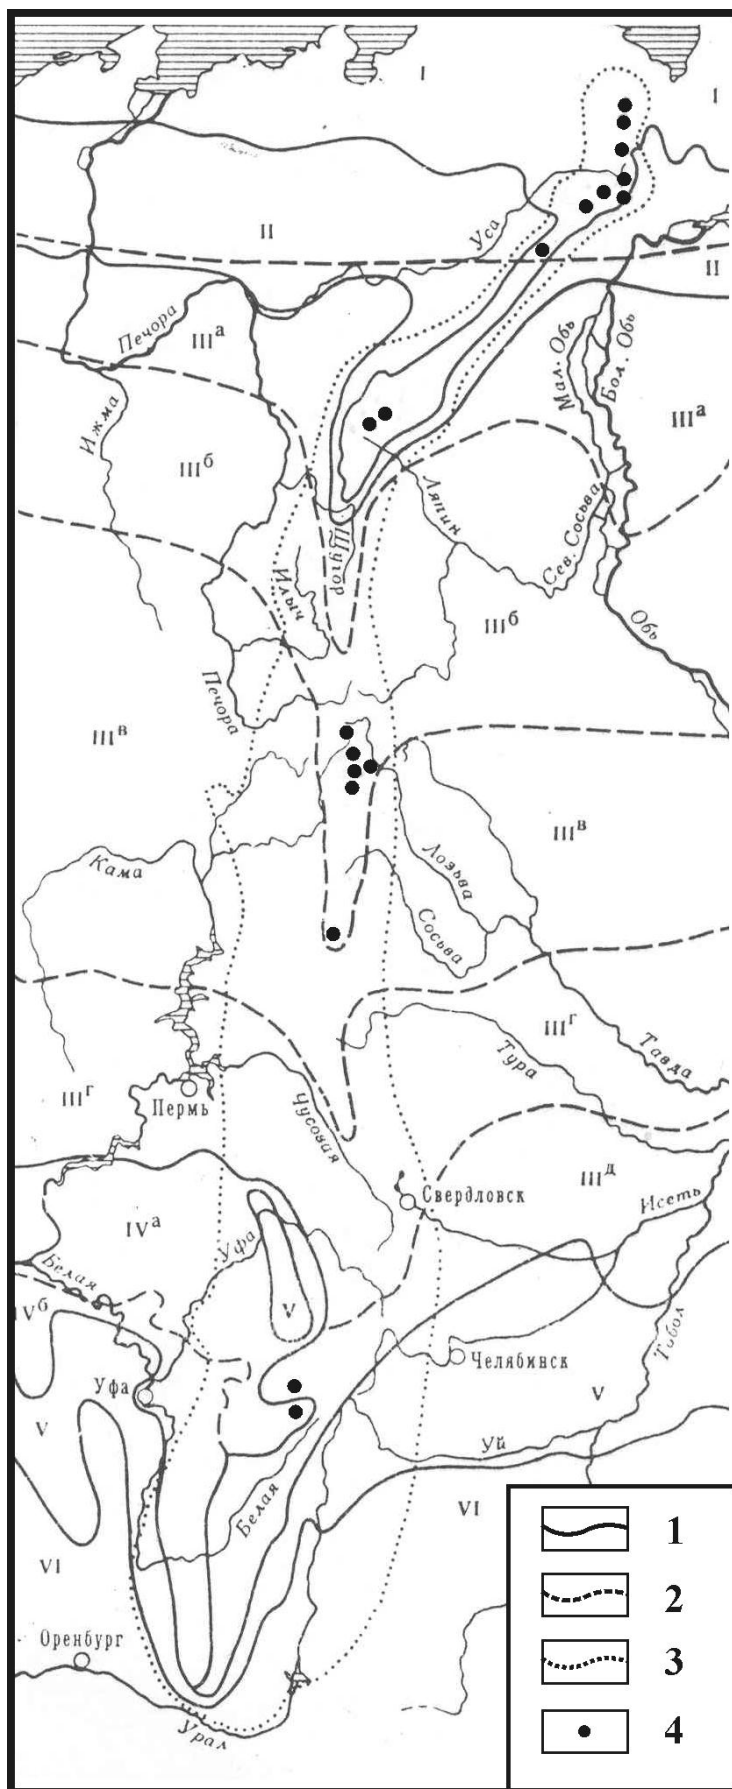 I
I
II
Уса
II
Печора
IIIа
Мал. Обь
Бол. Обь
Ижма
IIIа
IIIб
Ляпин
Щугор
Сев. Сосьва
Илыч
IIIб
Обь
Печора
IIIв
IIIв
Кама
Лозьва
Сосьва
IIIг
Тура
Тавда
IIIг
Пермь
Чусовая
IIIд
Свердловск
Исеть
IVа
Уфа
Белая
V
IVб
Тобол
Челябинск
Уфа
V
V
Уй
Белая
VI
VI
Оренбург
Урал
1
2
3
4